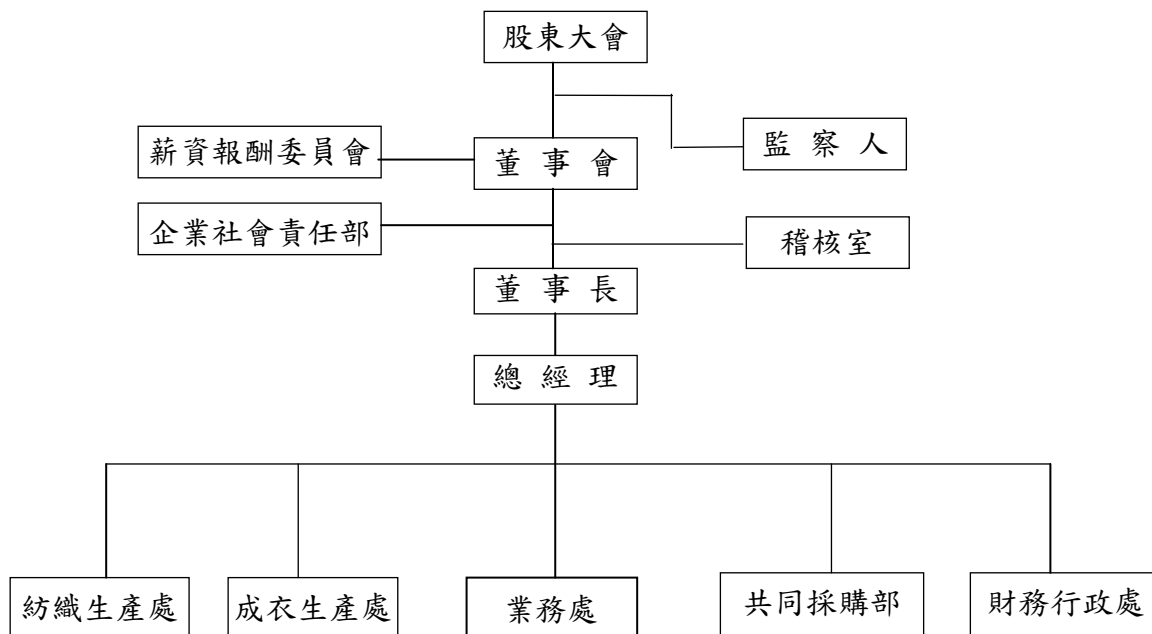 股東大會
監察人
薪資報酬委員會
董事會
企業社會責任部
稽核室
董事長
總經理
紡織生產處
成衣生產處
業務處
共同採購部
財務行政處